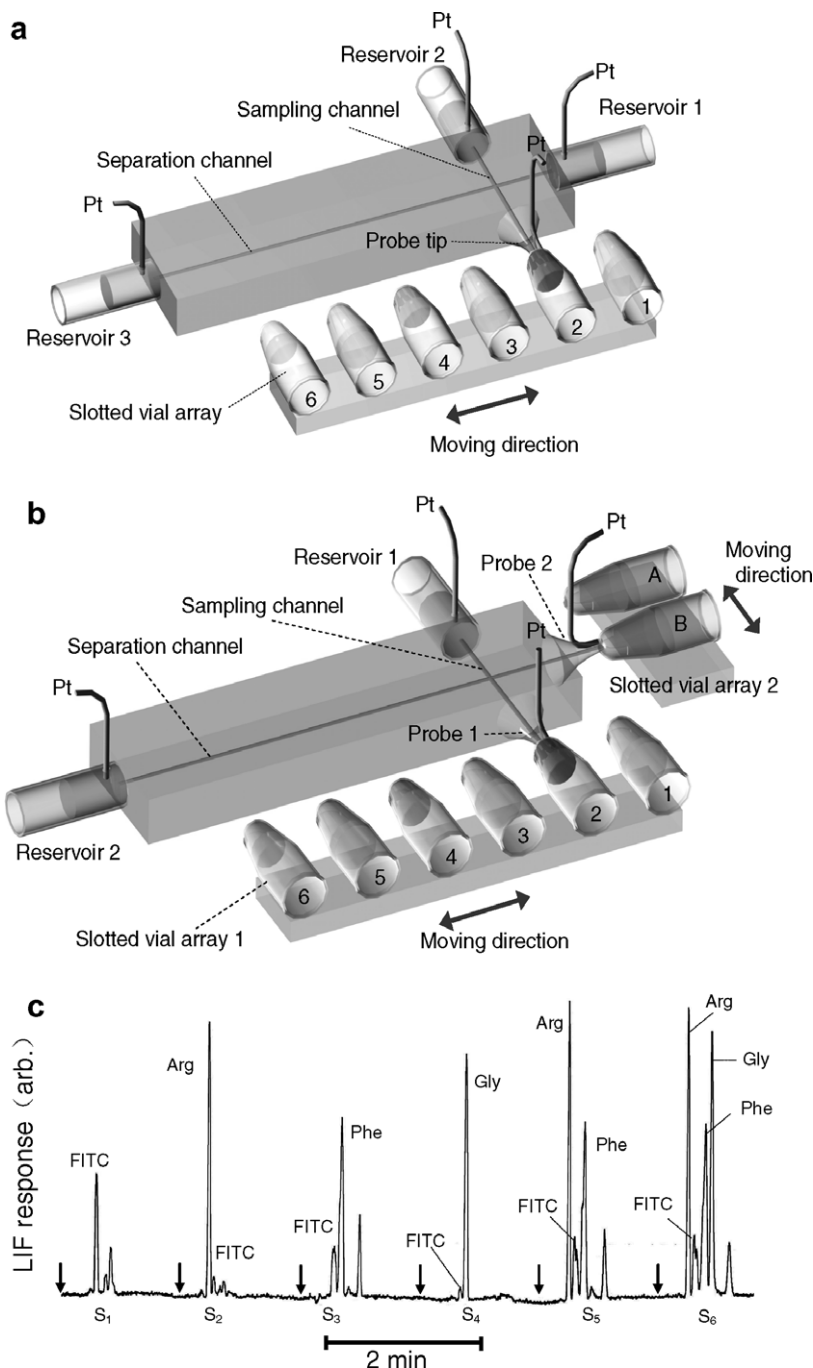 a
Pt
Reservoir 2
Pt
Sampling channel
Reservoir 1
Pt
Separation channel
Pt
Probe tip
Reservoir 3
1
2
3
4
5
6
Slotted vial array
Moving direction
b
Pt
Pt
Reservoir 1
Probe 2
Moving
direction
A
Sampling channel
B
Pt
Separation channel
Slotted vial array 2
Pt
Probe 1
1
2
3
4
5
6
Reservoir 2
Slotted vial array 1
Moving direction
c
LIF response (arb.)
FITC
Arg
FITC
FITC
Phe
FITC
Gly
Arg
FITC
Phe
Arg
Gly
Phe
FITC
S1
S2
S3
S4
S5
S6
2 min